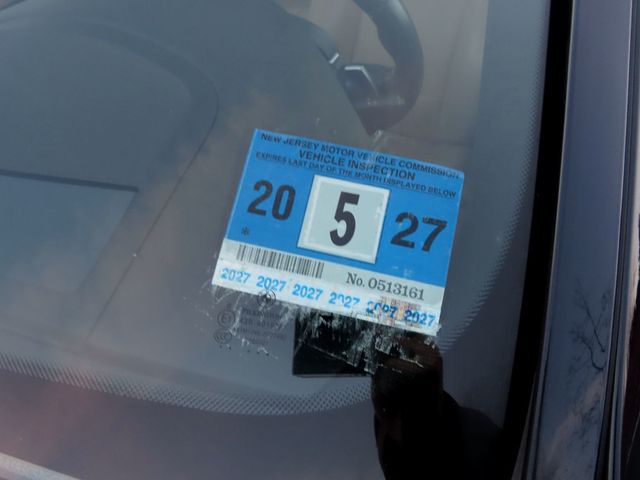 NEW JERSEY MOTOR VEHICLE COMMISSION
VEHICLE INSPECTION
EXPIRES LAST DAY OF THE MONTH DISPLAYED BELOW
20 5 27
No. 0513161
2027 2027 2027 2027 2027 2027